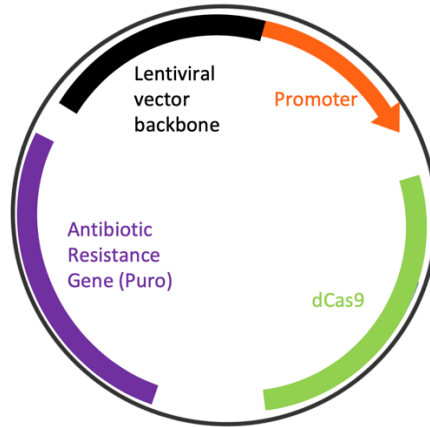 Lentiviral
vector
backbone
Promoter
Antibiotic
Resistance
Gene (Puro)
dCas9